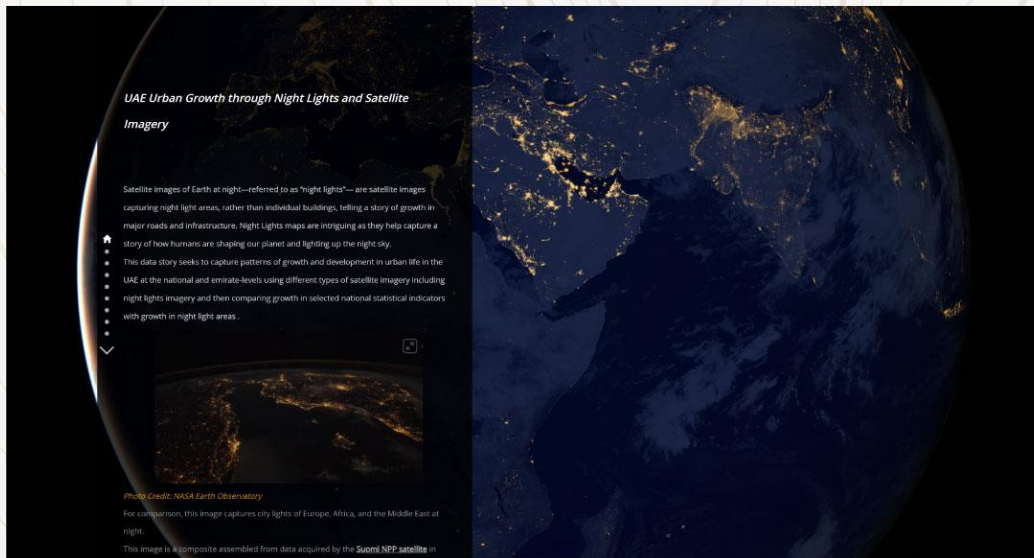 UAE Urban Growth through Night Lights and Satellite
Imagery
Satellite images of Earth at night—referred to as "night lights"— are satellite images
capturing night light areas, rather than individual buildings, telling a story of growth in
major roads and infrastructure. Night Lights maps are intriguing as they help capture a
story of how humans are shaping our planet and lighting up the night sky.
This data story seeks to capture patterns of growth and development in urban life in the
UAE at the national and emirate-levels using different types of satellite imagery including
night lights imagery and then comparing growth in selected national statistical indicators
with growth in night light areas .
Photo Credit: NASA Earth Observatory
For comparison, this image captures city lights of Europe, Africa, and the Middle East at
night.
This image is a composite assembled from data acquired by the Suomi NPP satellite in